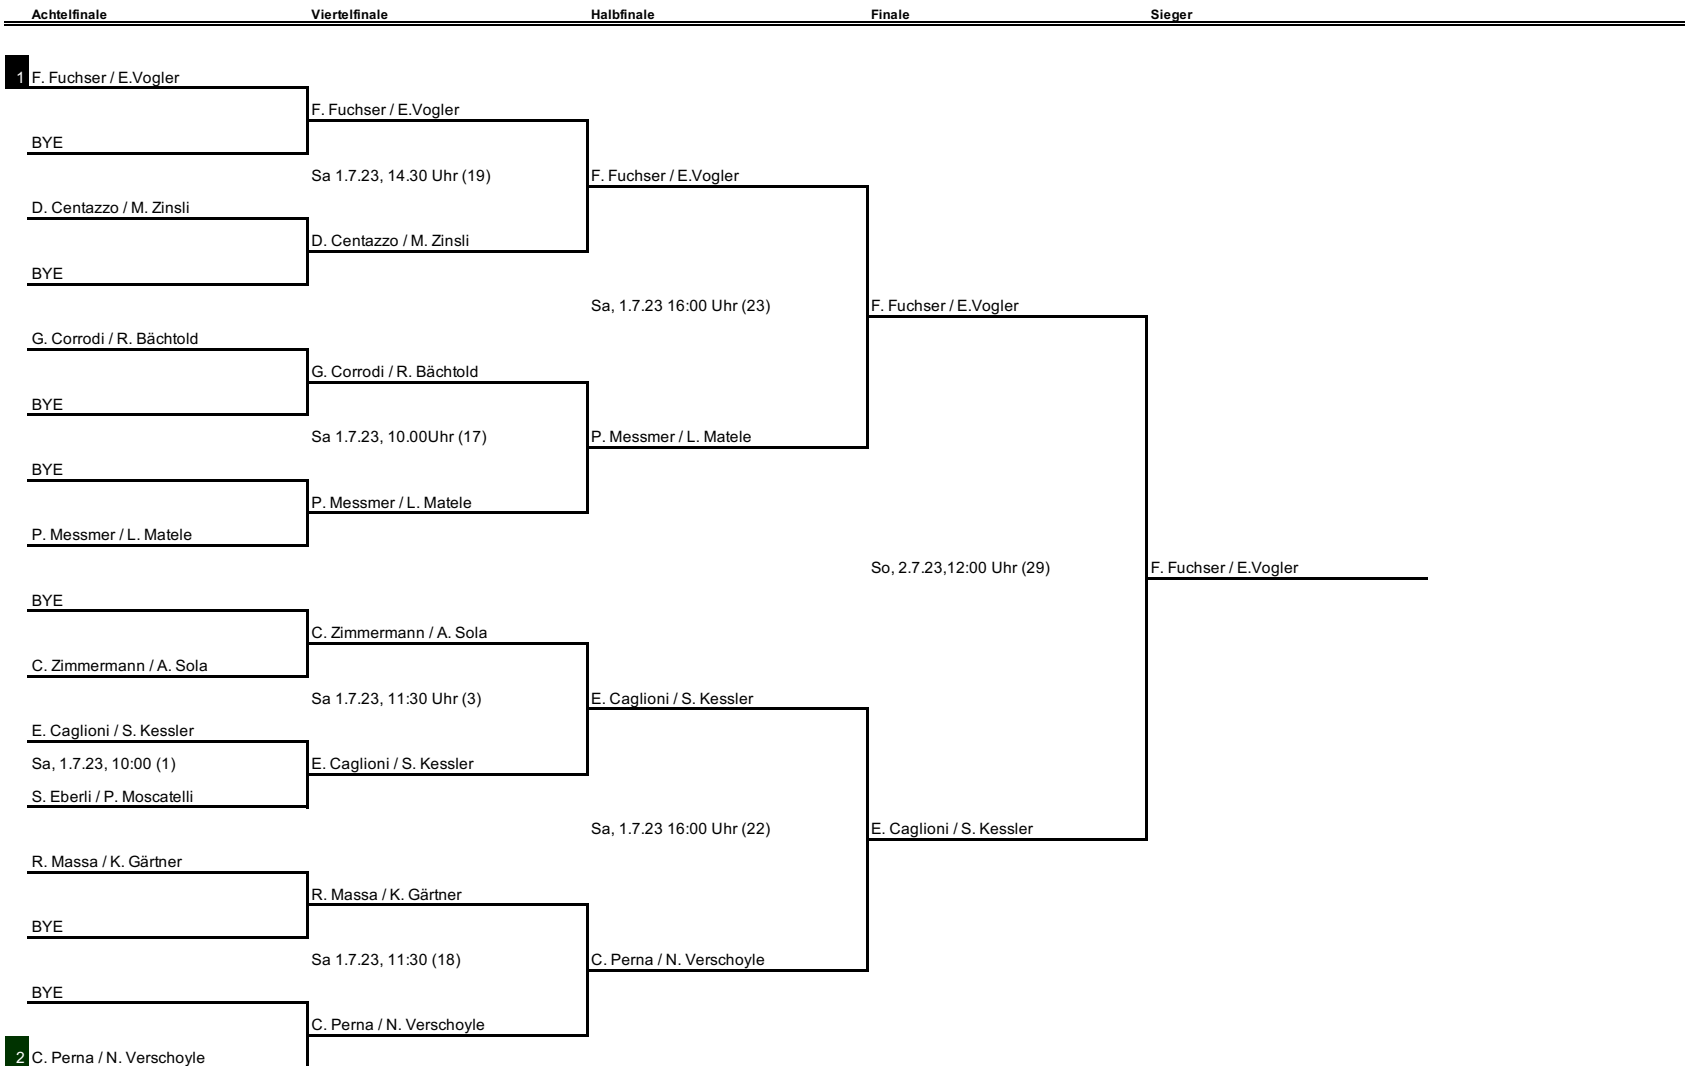 Achtelfinale Viertelfinale Halbfinale Finale Sieger
1 F. Fuchser / E.Vogler
F. Fuchser / E.Vogler
BYE
Sa 1.7.23, 14.30 Uhr (19) F. Fuchser / E.Vogler
D. Centazzo / M. Zinsli
D. Centazzo / M. Zinsli
BYE
Sa, 1.7.23 16:00 Uhr (23) F. Fuchser / E.Vogler
G. Corrodi / R. Bächtold
G. Corrodi / R. Bächtold
BYE
Sa 1.7.23, 10.00Uhr (17) P. Messmer / L. Matele
BYE
P. Messmer / L. Matele
P. Messmer / L. Matele
So, 2.7.23,12:00 Uhr (29) F. Fuchser / E.Vogler
BYE
C. Zimmermann / A. Sola
C. Zimmermann / A. Sola
Sa 1.7.23, 11:30 Uhr (3) E. Caglioni / S. Kessler
E. Caglioni / S. Kessler
Sa, 1.7.23, 10:00 (1) E. Caglioni / S. Kessler
S. Eberli / P. Moscatelli
Sa, 1.7.23 16:00 Uhr (22) E. Caglioni / S. Kessler
R. Massa / K. Gärtner
R. Massa / K. Gärtner
BYE
Sa 1.7.23, 11:30 (18) C. Perna / N. Verschoyle
BYE
C. Perna / N. Verschoyle
2 C. Perna / N. Verschoyle